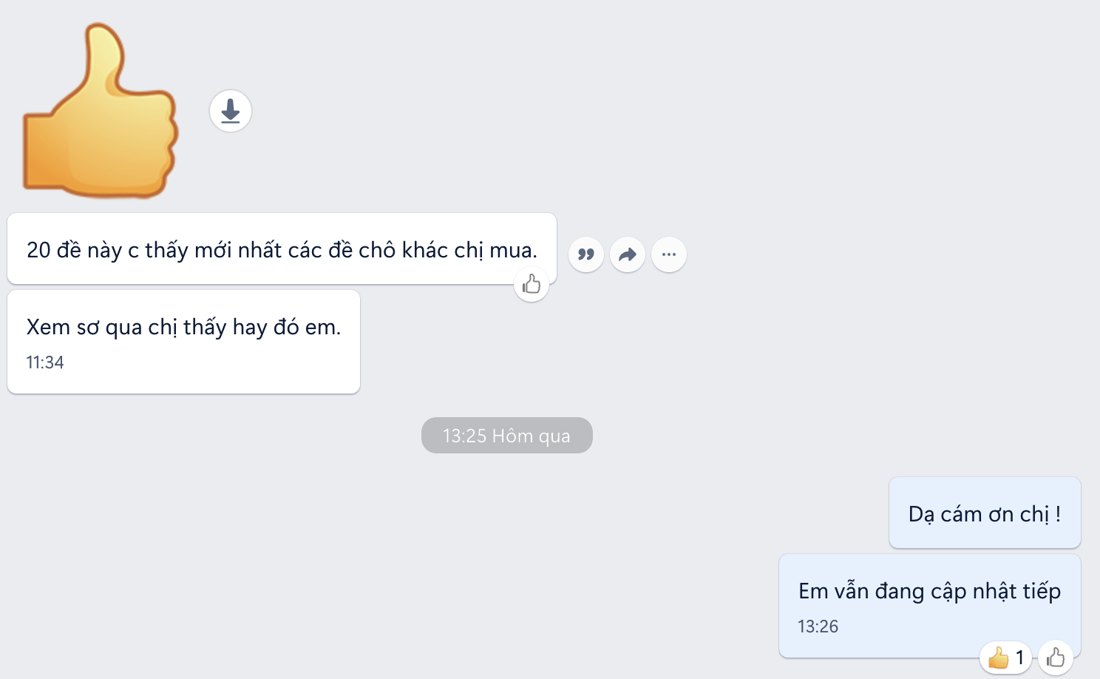 20 đề này c thấy mới nhất các đề chô khác chị mua.
Xem sơ qua chị thấy hay đó em.
11:34
13:25 Hôm qua
Dạ cám ơn chị !
Em vẫn đang cập nhật tiếp
13:26
1